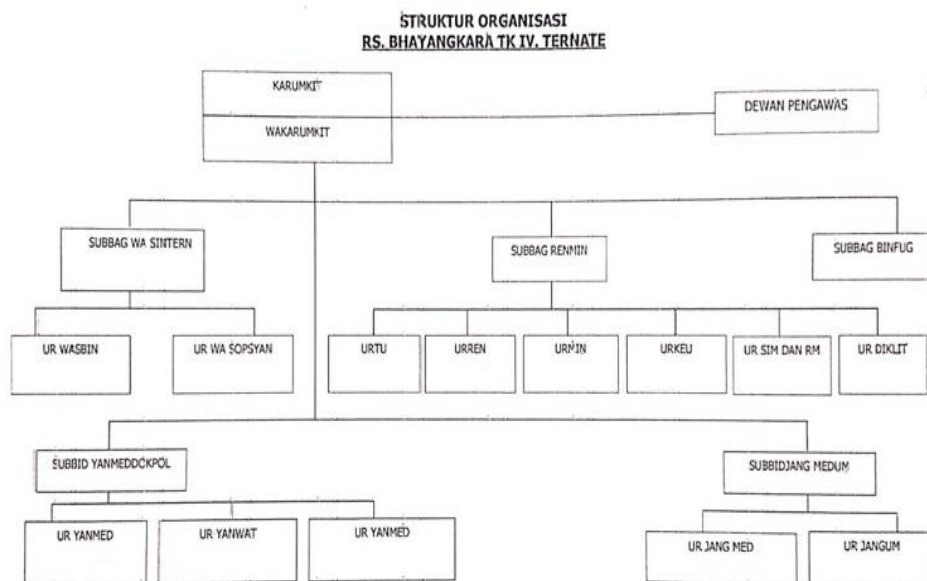 STRUKTUR ORGANISASI
RS. BHAYANGKARA TK IV. TERNATE
KARUMKIT
WAKARUMKIT
DEWAN PENGAWAS
SUBBAG WA SINTERN
SUBBAG RENMIN
SUBBAG BINFUG
UR WASBIN
UR WA SOPSYAN
URTU
URREN
URMIN
URKEU
UR SIM DAN RM
UR DIKLIT
SUBBID YANMEDDOKPOL
SUBBIDJANG MEDUM
UR YANMED
UR YANWAT
UR YANMED
UR JANG MED
UR JANGUM